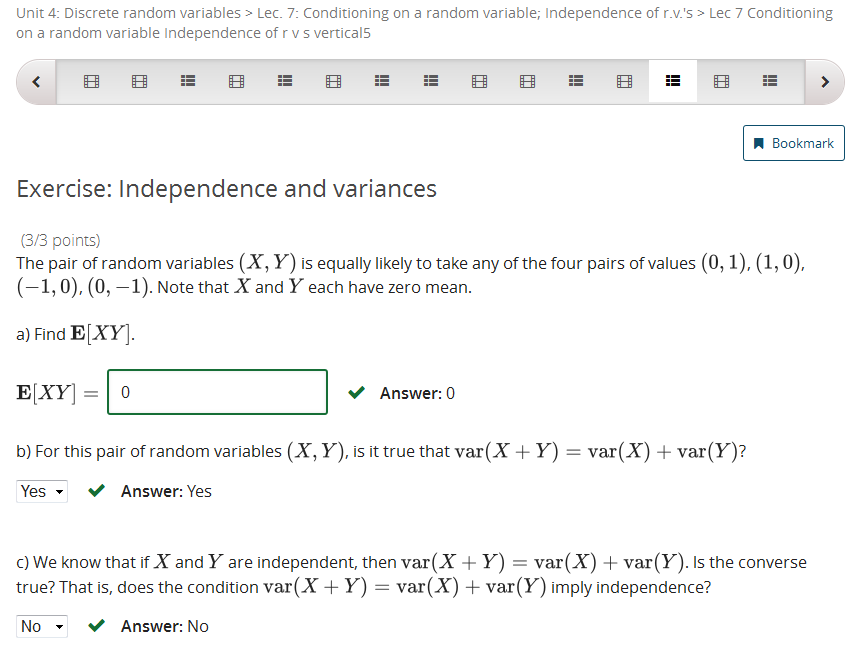 Unit 4: Discrete random variables > Lec. 7: Conditioning on a random variable; Independence of r.v.'s > Lec 7 Conditioning
on a random variable Independence of r v s vertical5
Bookmark
Exercise: Independence and variances
(3/3 points)
The pair of random variables (X, Y) is equally likely to take any of the four pairs of values (0, 1), (1, 0),
(−1, 0), (0, −1). Note that X and Y each have zero mean.
a) Find E[XY].
E[XY] = 0 Answer: 0
b) For this pair of random variables (X, Y), is it true that var(X + Y) = var(X) + var(Y)?
Yes Answer: Yes
c) We know that if X and Y are independent, then var(X + Y) = var(X) + var(Y). Is the converse
true? That is, does the condition var(X + Y) = var(X) + var(Y) imply independence?
No Answer: No